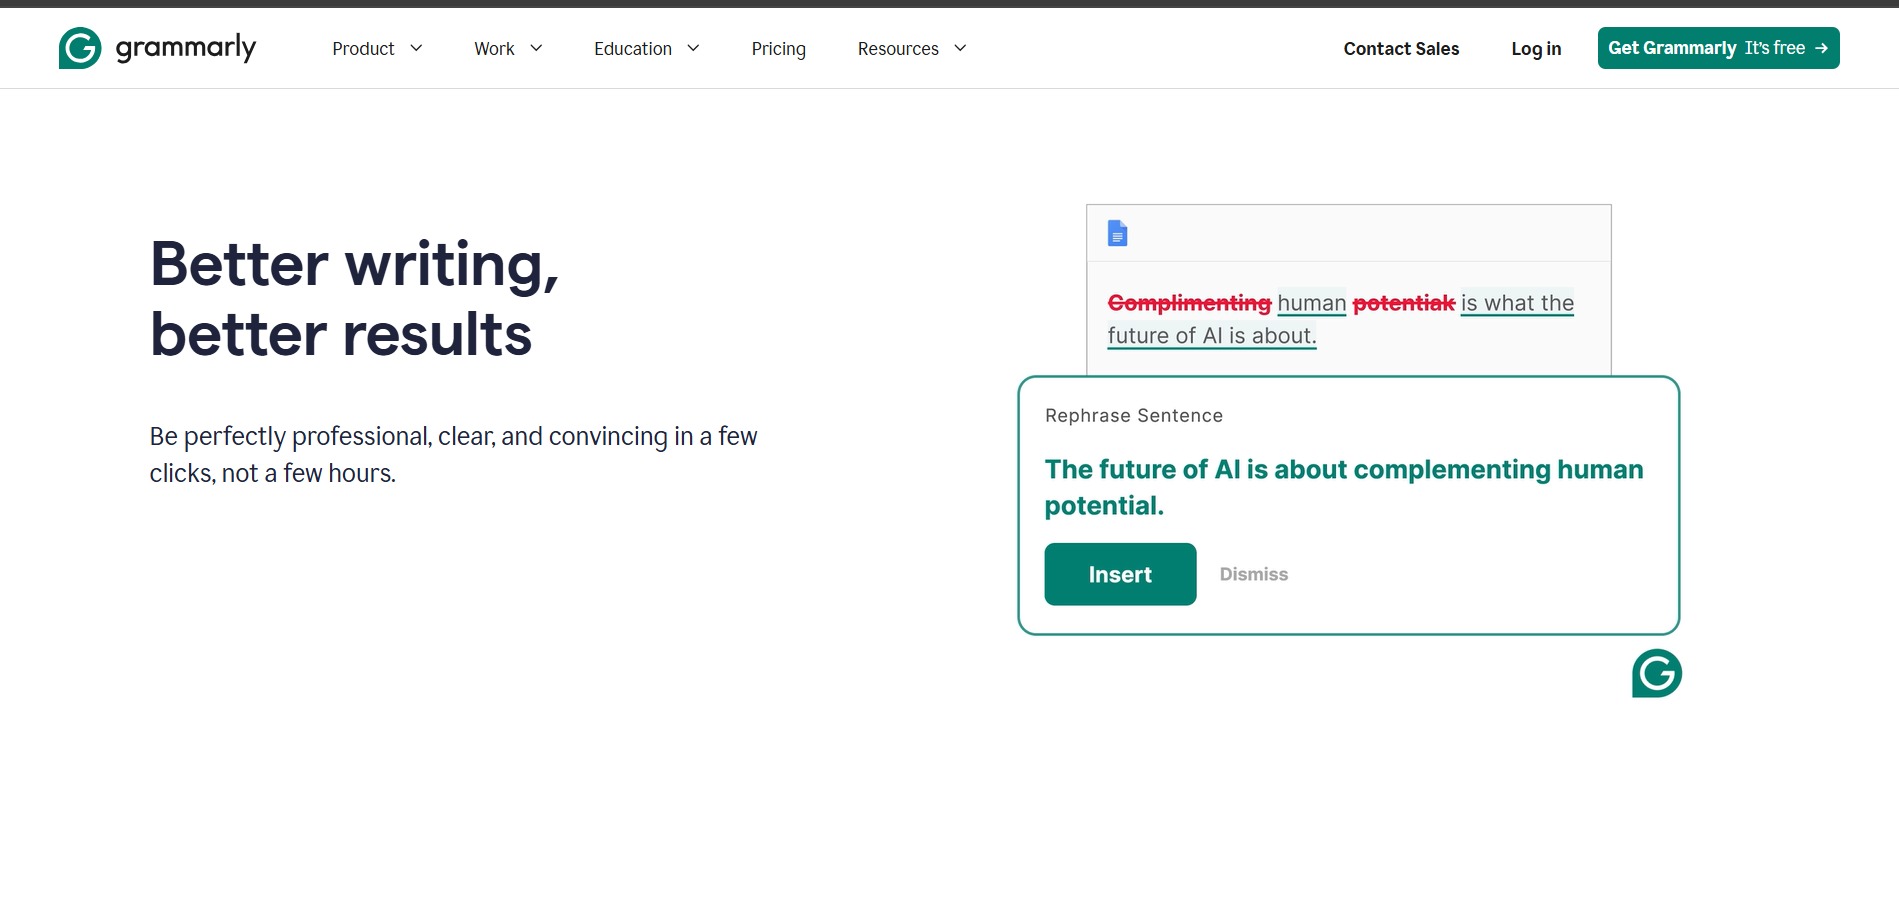 grammarly
Product
Work
Education
Pricing
Resources
Contact Sales
Log in
Get Grammarly It's free →
Better writing,
better results
Be perfectly professional, clear, and convincing in a few
clicks, not a few hours.
Complimenting human potentiak is what the
future of AI is about.
Rephrase Sentence
The future of AI is about complementing human
potential.
Insert
Dismiss